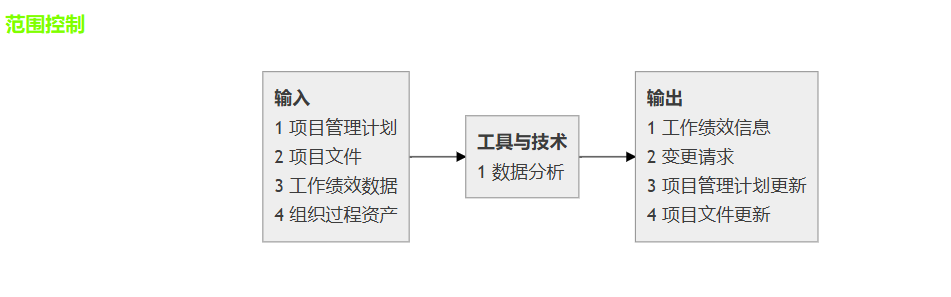 范围控制
输入
1 项目管理计划
2 项目文件
3 工作绩效数据
4 组织过程资产
工具与技术
1 数据分析
输出
1 工作绩效信息
2 变更请求
3 项目管理计划更新
4 项目文件更新